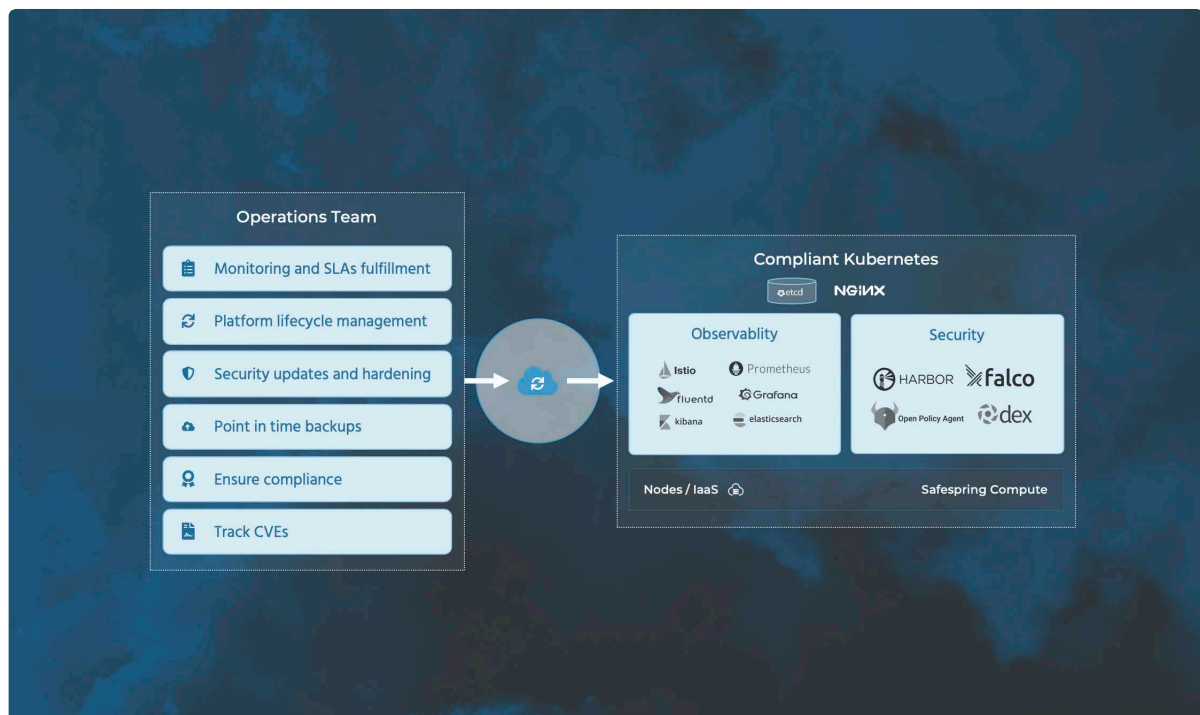 Operations Team
Monitoring and SLAs fulfillment
Platform lifecycle management
Security updates and hardening
Point in time backups
Ensure compliance
Track CVEs
Compliant Kubernetes
etcd NGINX
Observablity
Istio Prometheus
fluentd Grafana
kibana elasticsearch
Security
HARBOR falco
Open Policy Agent dex
Nodes / IaaS Safespring Compute